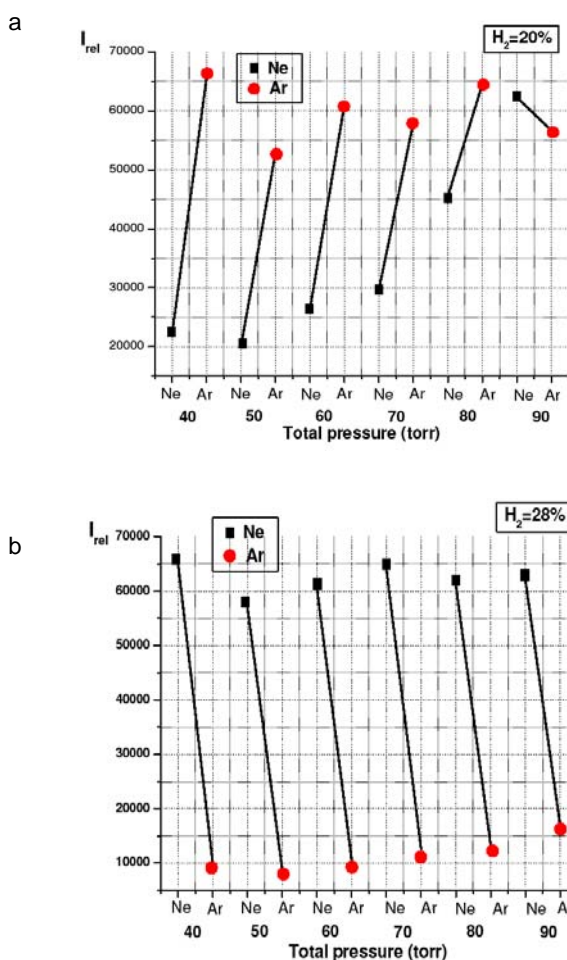 a
I_rel
H₂=20%
70000
Ne
Ar
60000
50000
40000
30000
20000
Ne Ar Ne Ar Ne Ar Ne Ar Ne Ar Ne Ar
40 50 60 70 80 90
Total pressure (torr)
b
I_rel
H₂=28%
70000
Ne
Ar
60000
50000
40000
30000
20000
10000
Ne Ar Ne Ar Ne Ar Ne Ar Ne Ar Ne Ar
40 50 60 70 80 90
Total pressure (torr)